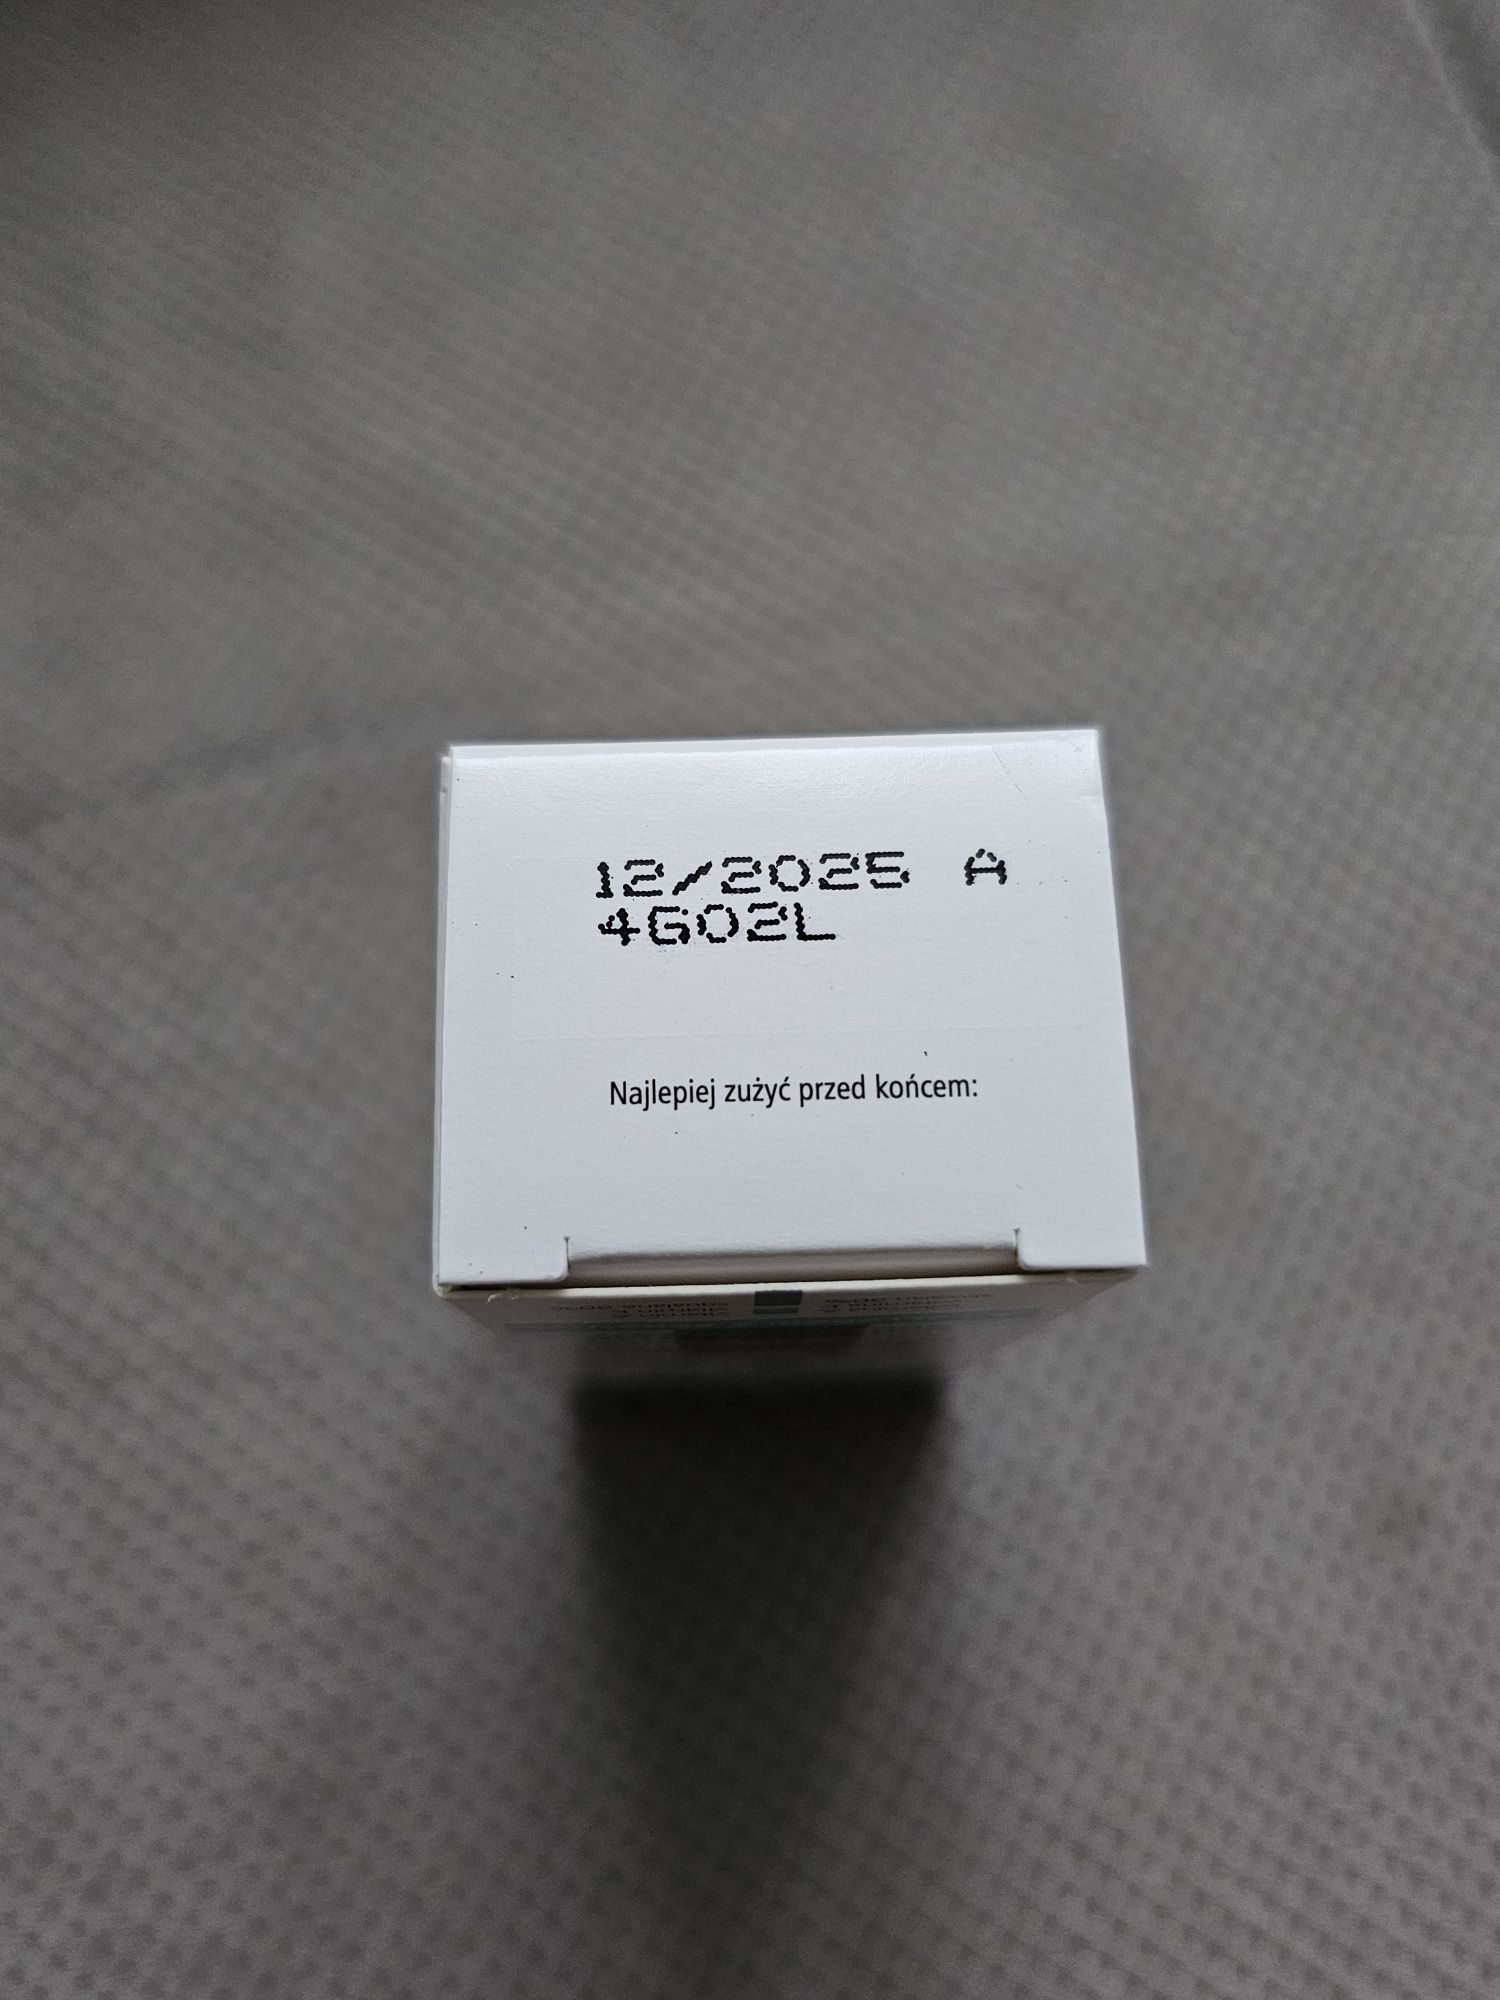 12/2025 A
4G02L
Najlepiej zużyć przed końcem: